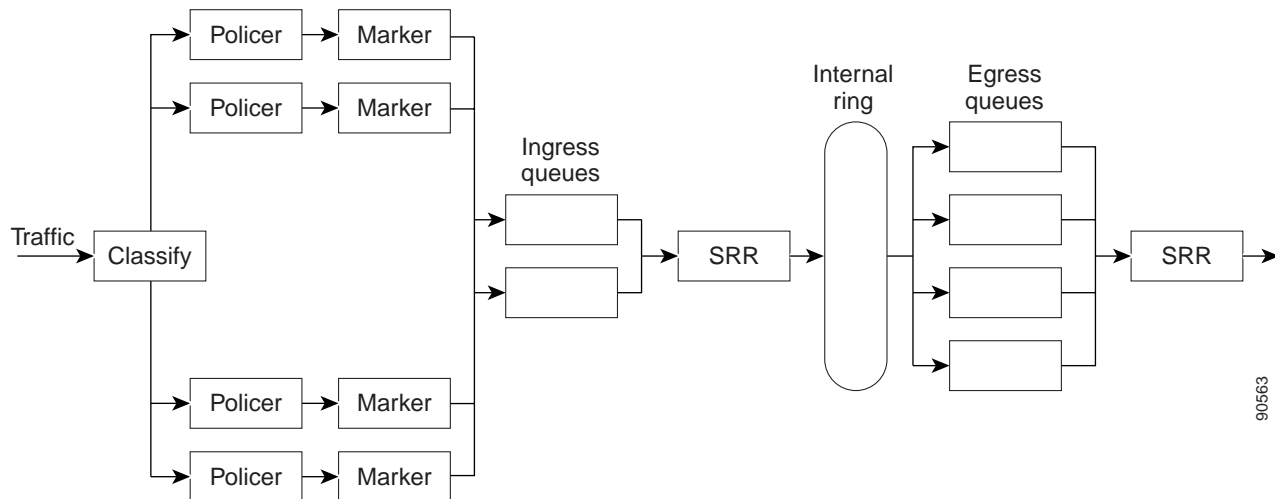 Policer
Marker
Policer
Marker
Internal
ring
Egress
queues
Ingress
queues
Traffic
Classify
SRR
SRR
Policer
Marker
Policer
Marker
90563